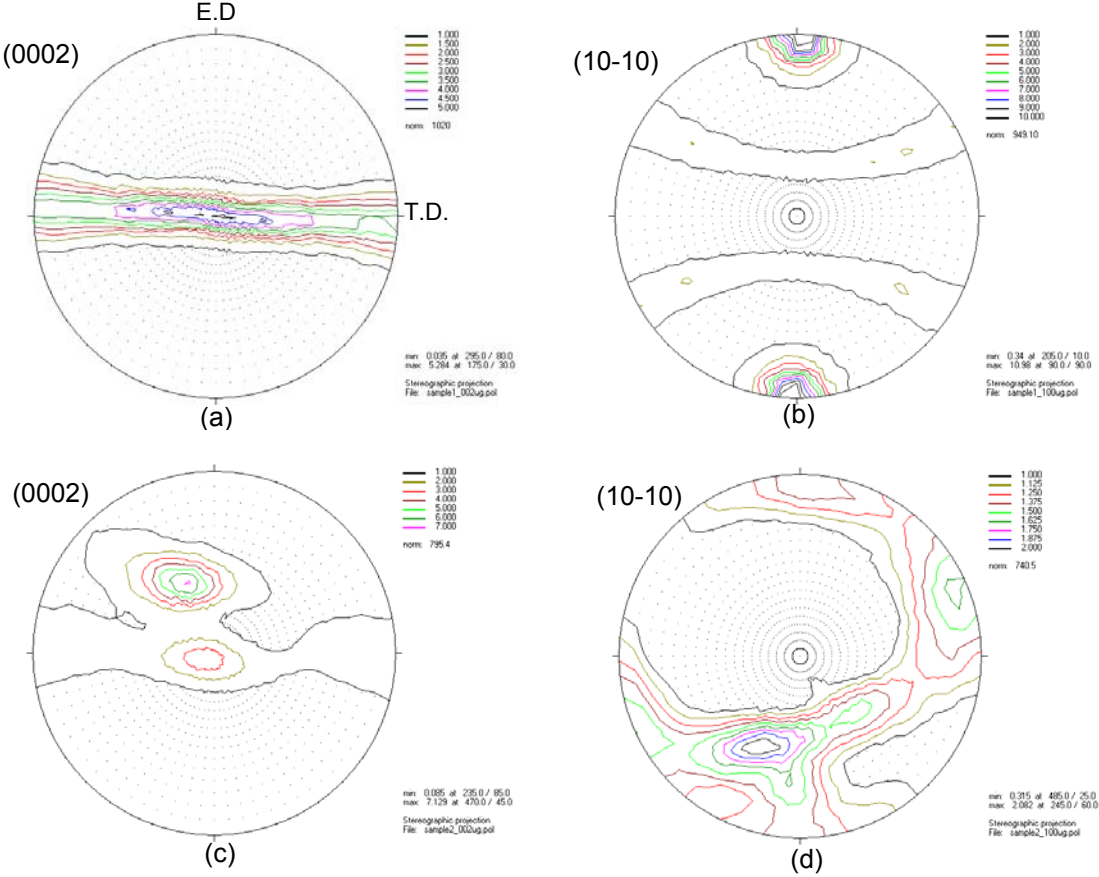 E.D
(0002)
1.000
1.500
2.000
2.500
3.000
3.500
4.000
4.500
5.000
norm: 1020
T.D.
min: 0.035 at 295.0 / 80.0
max: 5.284 at 175.0 / 30.0
Stereographic projection
File: sample1_002ug.pol
(a)
(10-10)
1.000
2.000
3.000
4.000
5.000
6.000
7.000
8.000
9.000
10.000
norm: 949.10
min: 0.34 at 205.0 / 10.0
max: 10.98 at 90.0 / 90.0
Stereographic projection
File: sample1_100ug.pol
(b)
(0002)
1.000
2.000
3.000
4.000
5.000
6.000
7.000
norm: 795.4
min: 0.085 at 235.0 / 85.0
max: 7.129 at 470.0 / 45.0
Stereographic projection
File: sample2_002ug.pol
(c)
(10-10)
1.000
1.125
1.250
1.375
1.500
1.625
1.750
1.875
2.000
norm: 740.5
min: 0.315 at 485.0 / 25.0
max: 2.082 at 245.0 / 60.0
Stereographic projection
File: sample2_100ug.pol
(d)